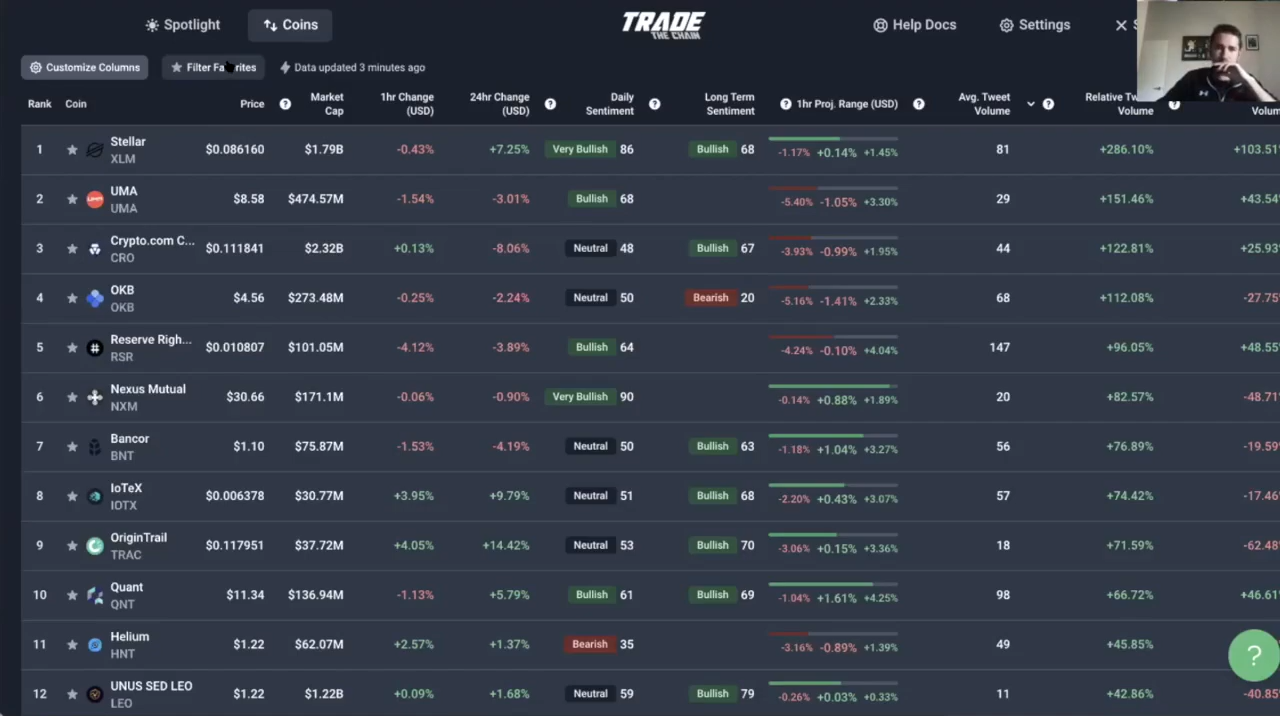 Spotlight
Coins
TRADE
THE CHAIN
Help Docs
Settings
Customize Columns
Filter Favorites
Data updated 3 minutes ago
Rank Coin Price ? Market Cap 1hr Change (USD) 24hr Change (USD) ? Daily Sentiment ? Long Term Sentiment ? 1hr Proj. Range (USD) ? Avg. Tweet Volume ? Relative Volume ?
1 Stellar XLM $0.086160 $1.79B -0.43% +7.25% Very Bullish 86 Bullish 68 -1.17% +0.14% +1.45% 81 +286.10% +103.51%
2 UMA UMA $8.58 $474.57M -1.54% -3.01% Bullish 68 -5.40% -1.05% +3.30% 29 +151.46% +43.54
3 Crypto.com C... CRO $0.111841 $2.32B +0.13% -8.06% Neutral 48 Bullish 67 -3.93% -0.99% +1.95% 44 +122.81% +25.93
4 OKB OKB $4.56 $273.48M -0.25% -2.24% Neutral 50 Bearish 20 -5.16% -1.41% +2.33% 68 +112.08% -27.75
5 Reserve Righ... RSR $0.010807 $101.05M -4.12% -3.89% Bullish 64 -4.24% -0.10% +4.04% 147 +96.05% +48.55
6 Nexus Mutual NXM $30.66 $171.1M -0.06% -0.90% Very Bullish 90 -0.14% +0.88% +1.89% 20 +82.57% -48.71
7 Bancor BNT $1.10 $75.87M -1.53% -4.19% Neutral 50 Bullish 63 -1.18% +1.04% +3.27% 56 +76.89% -19.59
8 IoTeX IOTX $0.006378 $30.77M +3.95% +9.79% Neutral 51 Bullish 68 -2.20% +0.43% +3.07% 57 +74.42% -17.46
9 OriginTrail TRAC $0.117951 $37.72M +4.05% +14.42% Neutral 53 Bullish 70 -3.06% +0.15% +3.36% 18 +71.59% -62.48
10 Quant QNT $11.34 $136.94M -1.13% +5.79% Bullish 61 Bullish 69 -1.04% +1.61% +4.25% 98 +66.72% +46.61
11 Helium HNT $1.22 $62.07M +2.57% +1.37% Bearish 35 -3.16% -0.89% +1.39% 49 +45.85%
12 UNUS SED LEO LEO $1.22 $1.22B +0.09% +1.68% Neutral 59 Bullish 79 -0.26% +0.03% +0.33% 11 +42.86% -40.85
?